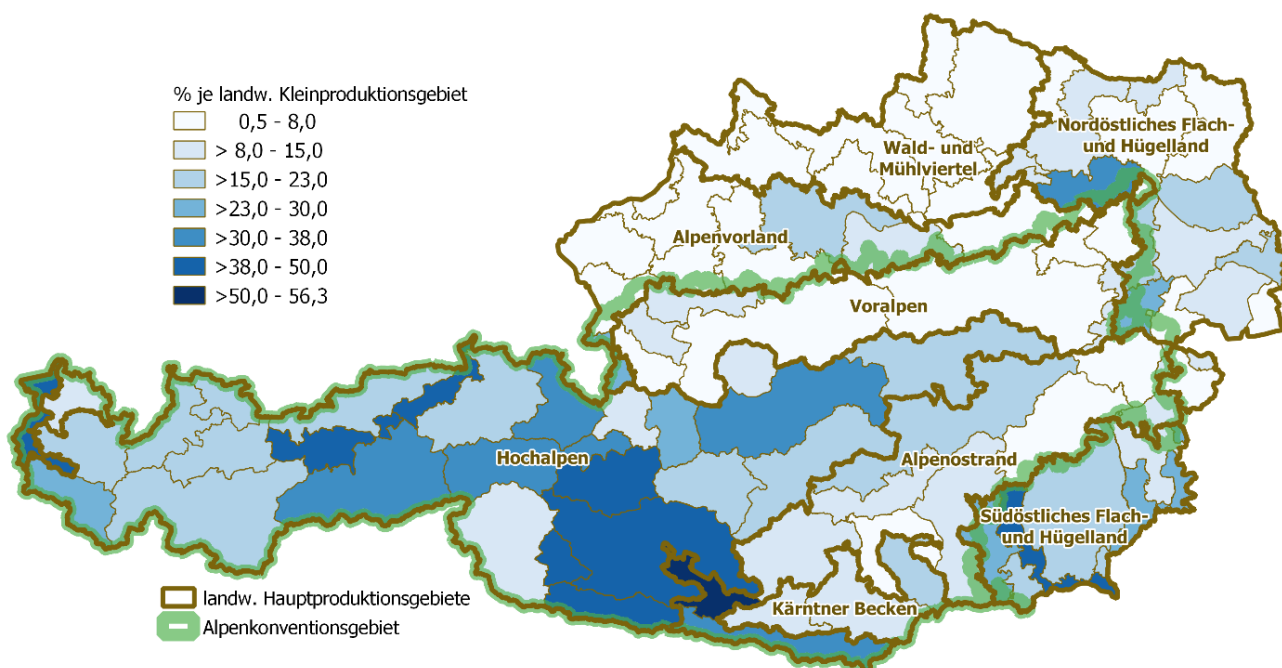 % je landw. Kleinproduktionsgebiet
0,5 - 8,0
> 8,0 - 15,0
>15,0 - 23,0
>23,0 - 30,0
>30,0 - 38,0
>38,0 - 50,0
>50,0 - 56,3
Nordöstliches Flach-
und Hügelland
Wald- und
Mühlviertel
Alpenvorland
Voralpen
Hochalpen
Alpenostrand
Südöstliches Flach-
und Hügelland
Kärntner Becken
landw. Hauptproduktionsgebiete
Alpenkonventionsgebiet